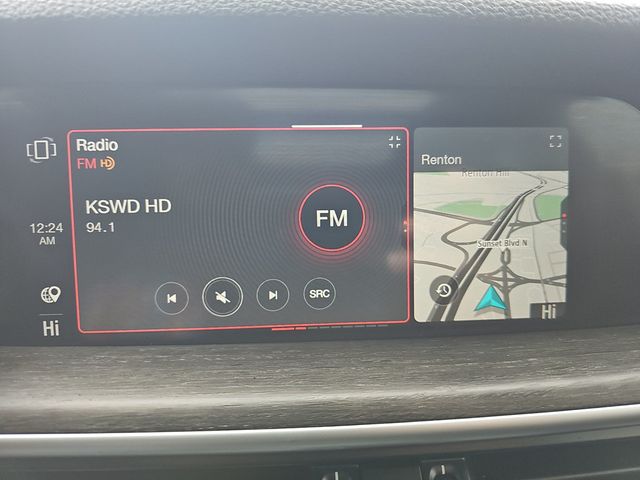 Radio
FM HD
KSWD HD
94.1
FM
SRC
12:24
AM
Hi
Renton
Renton Hill
Sunset Blvd N
Hi